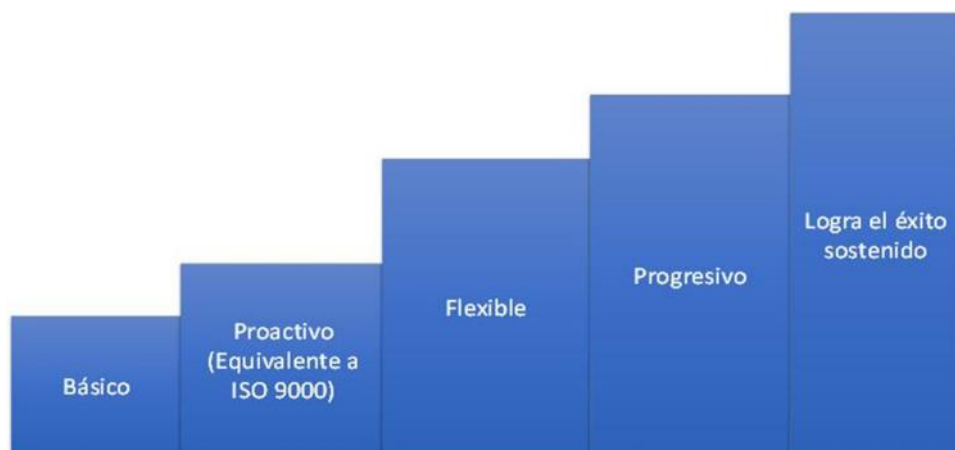 Básico
Proactivo
(Equivalente a
ISO 9000)
Flexible
Progresivo
Logra el éxito
sostenido